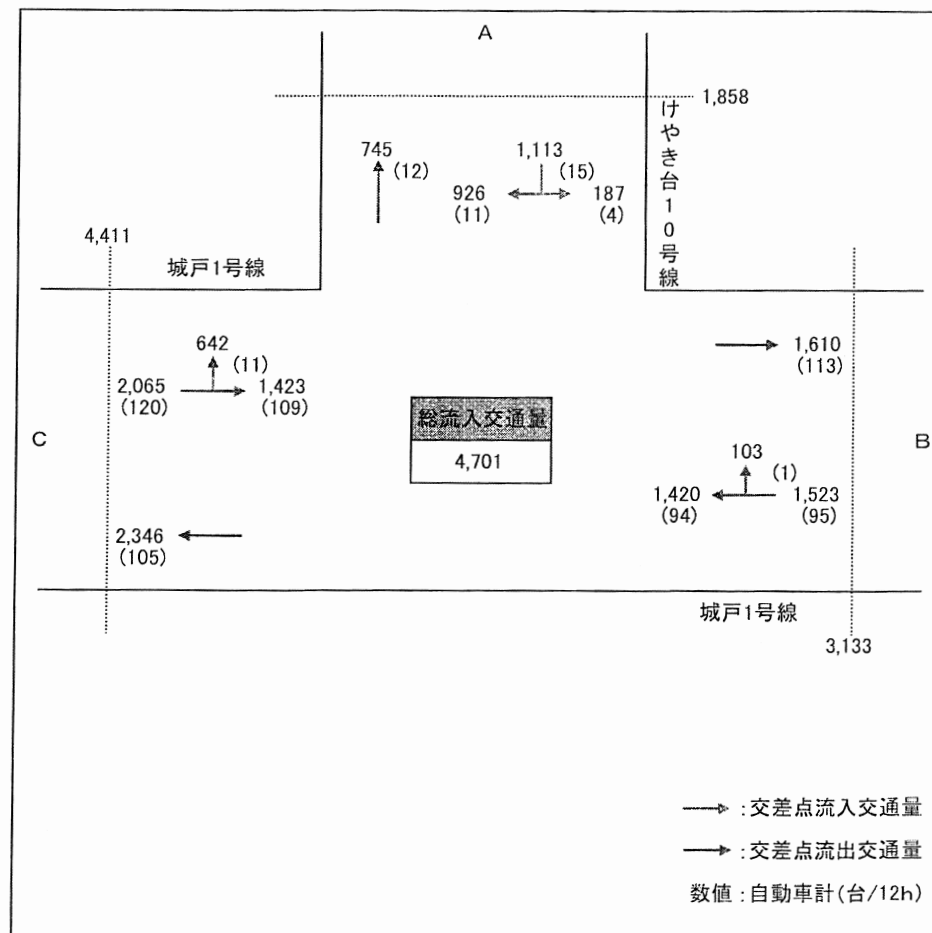 A
1,858
けやき台10号線
745
(12)
1,113
(15)
926
(11)
187
(4)
4,411
城戸1号線
642
(11)
2,065
(120)
1,423
(109)
1,610
(113)
総流入交通量
4,701
C
B
103
(1)
1,420
(94)
1,523
(95)
2,346
(105)
城戸1号線
3,133
:交差点流入交通量
:交差点流出交通量
数値:自動車計(台/12h)